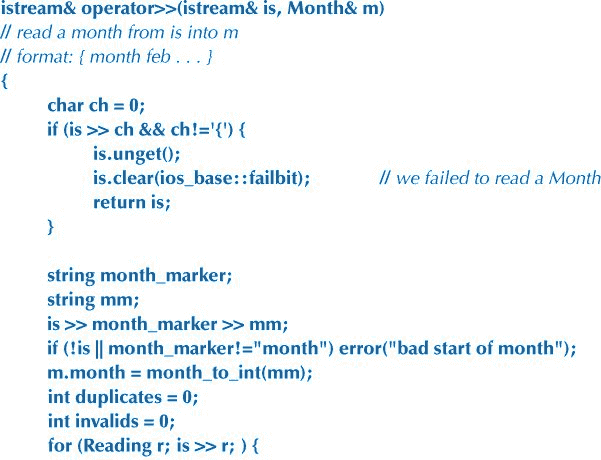 istream& operator>>(istream& is, Month& m)
// read a month from is into m
// format: { month feb . . . }
{
char ch = 0;
if (is >> ch && ch!='{') {
is.unget();
is.clear(ios_base::failbit); // we failed to read a Month
return is;
}
string month_marker;
string mm;
is >> month_marker >> mm;
if (!is || month_marker!="month") error("bad start of month");
m.month = month_to_int(mm);
int duplicates = 0;
int invalids = 0;
for (Reading r; is >> r; ) {